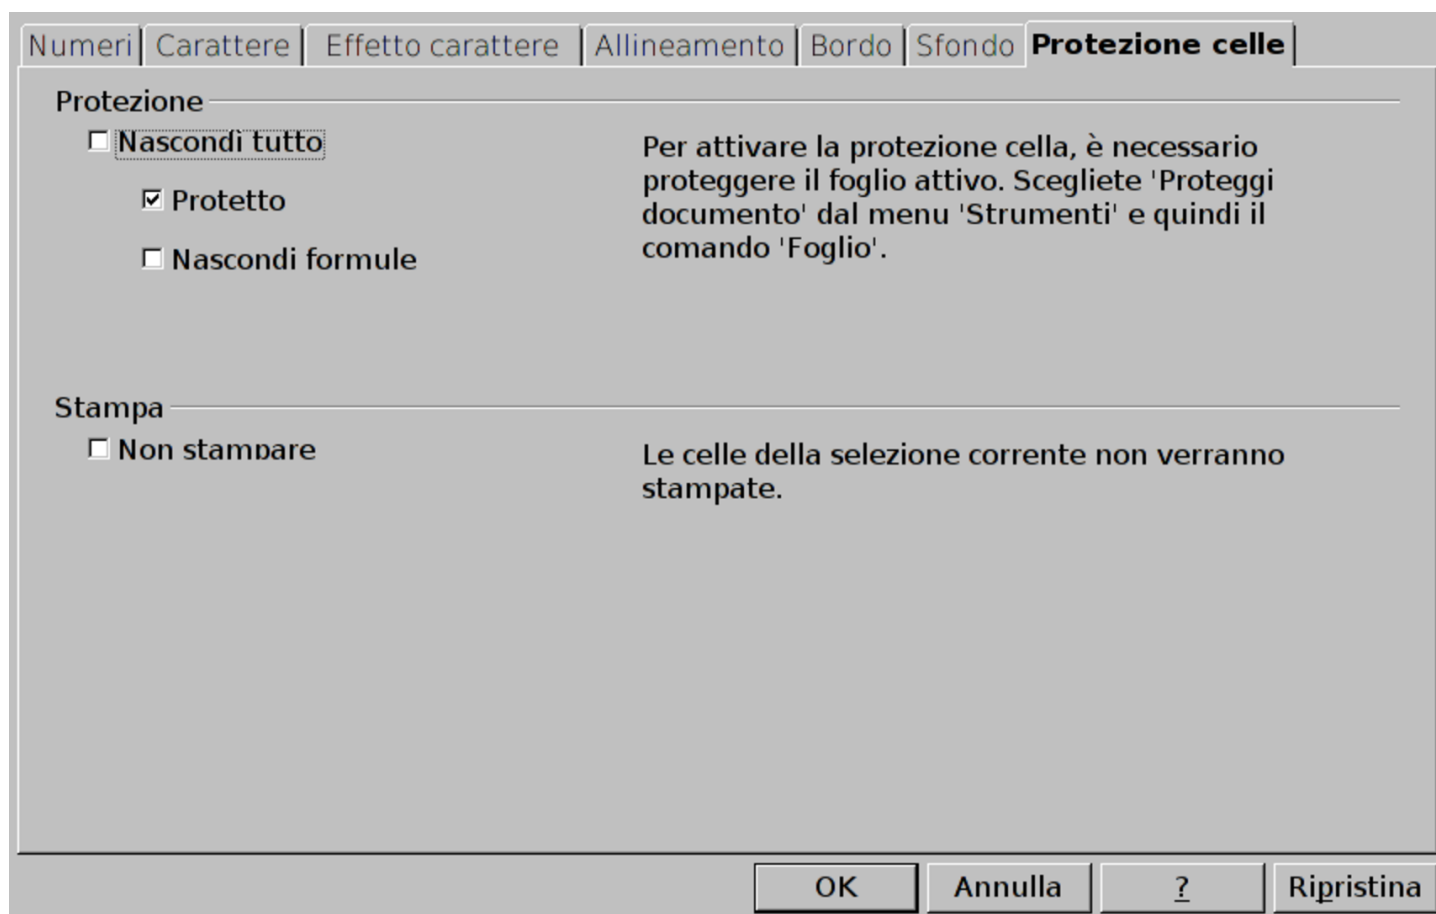 Numeri Carattere Effetto carattere Allineamento Bordo Sfondo Protezione celle
Protezione
Nascondi tutto
Protetto
Nascondi formule
Per attivare la protezione cella, è necessario
proteggere il foglio attivo. Scegliete 'Proteggi
documento' dal menu 'Strumenti' e quindi il
comando 'Foglio'.
Stampa
Non stampare
Le celle della selezione corrente non verranno
stampate.
OK Annulla ? Ripristina